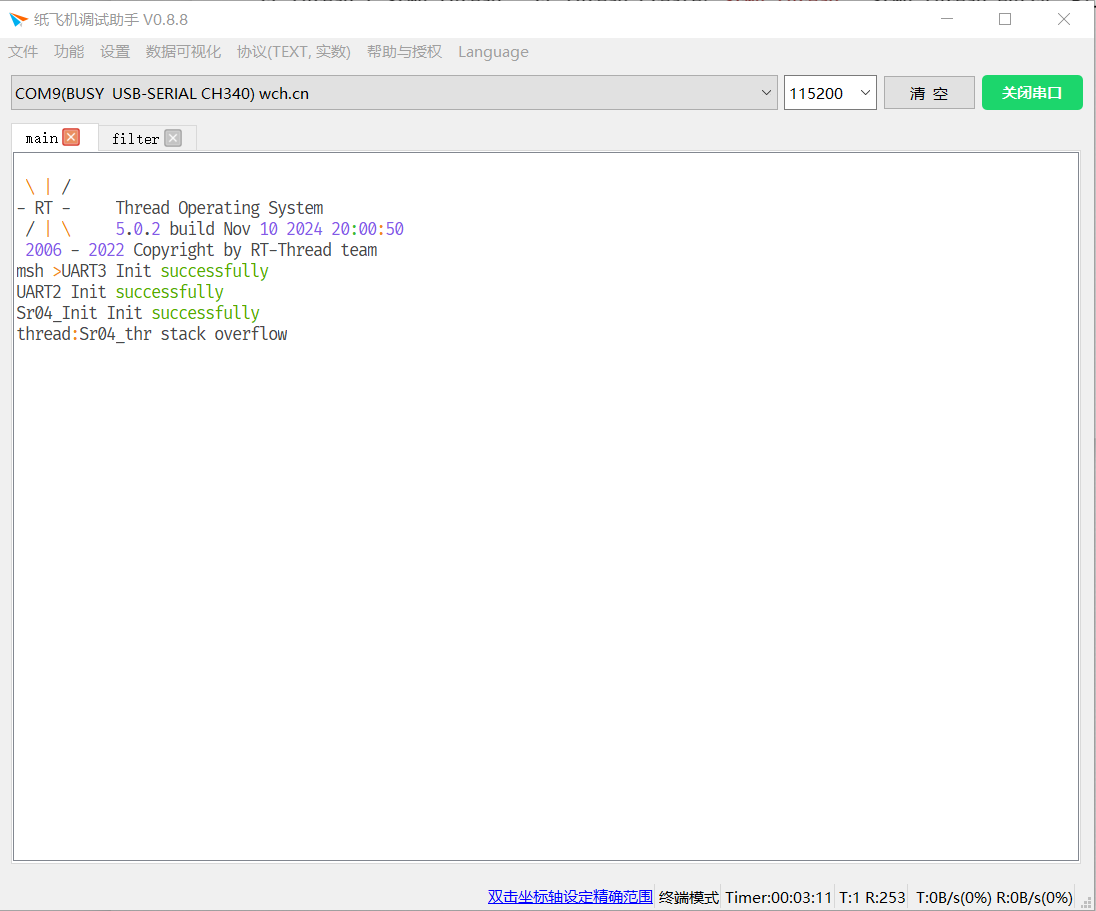 纸飞机调试助手 V0.8.8
文件 功能 设置 数据可视化 协议(TEXT, 实数) 帮助与授权 Language
COM9(BUSY  USB-SERIAL CH340) wch.cn 115200 清 空 关闭串口
main filter
\ | /
- RT -     Thread Operating System
/ | \     5.0.2 build Nov 10 2024 20:00:50
2006 - 2022 Copyright by RT-Thread team
msh >UART3 Init successfully
UART2 Init successfully
Sr04_Init Init successfully
thread:Sr04_thr stack overflow
双击坐标轴设定精确范围 终端模式 Timer:00:03:11 T:1 R:253 T:0B/s(0%) R:0B/s(0%)